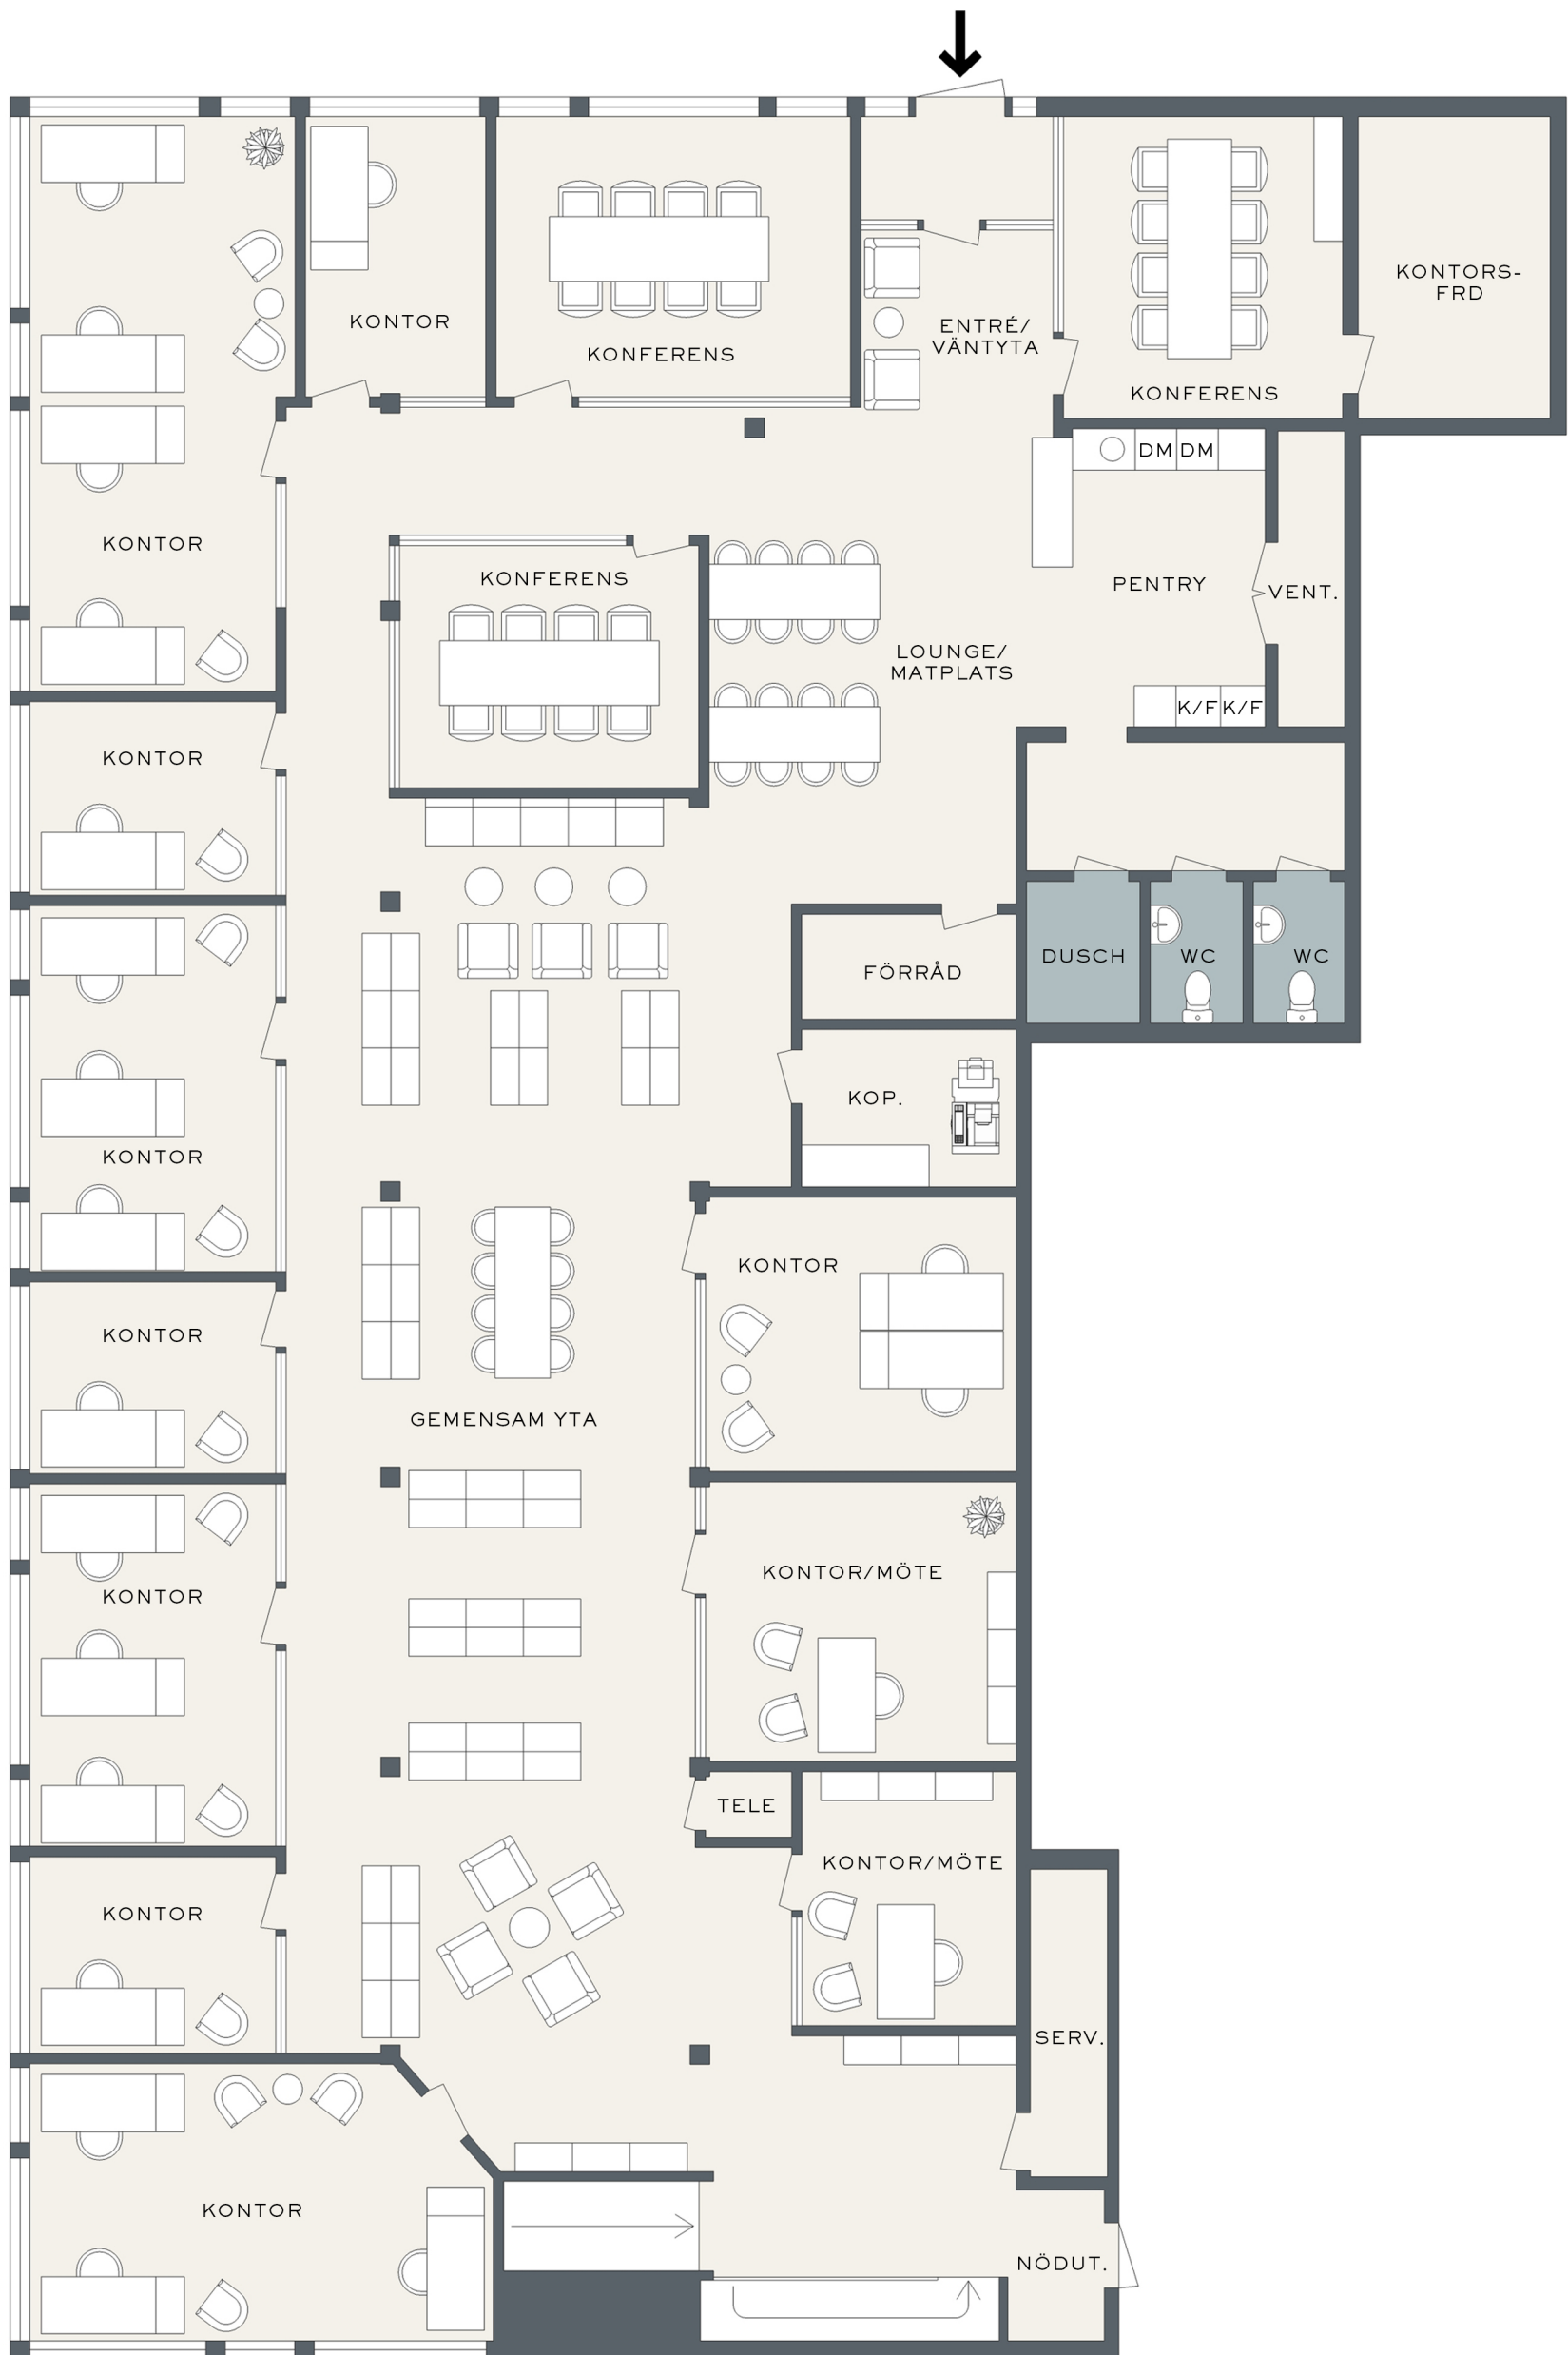 KONTORS-
FRD
KONTOR
ENTRÉ/
VÄNTYTA
KONFERENS
KONFERENS
DM DM
KONTOR
KONFERENS
PENTRY
VENT.
LOUNGE/
MATPLATS
K/F K/F
KONTOR
DUSCH
WC
WC
FÖRRÅD
KOP.
KONTOR
KONTOR
KONTOR
GEMENSAM YTA
KONTOR/MÖTE
KONTOR
TELE
KONTOR/MÖTE
KONTOR
SERV.
KONTOR
NÖDUT.